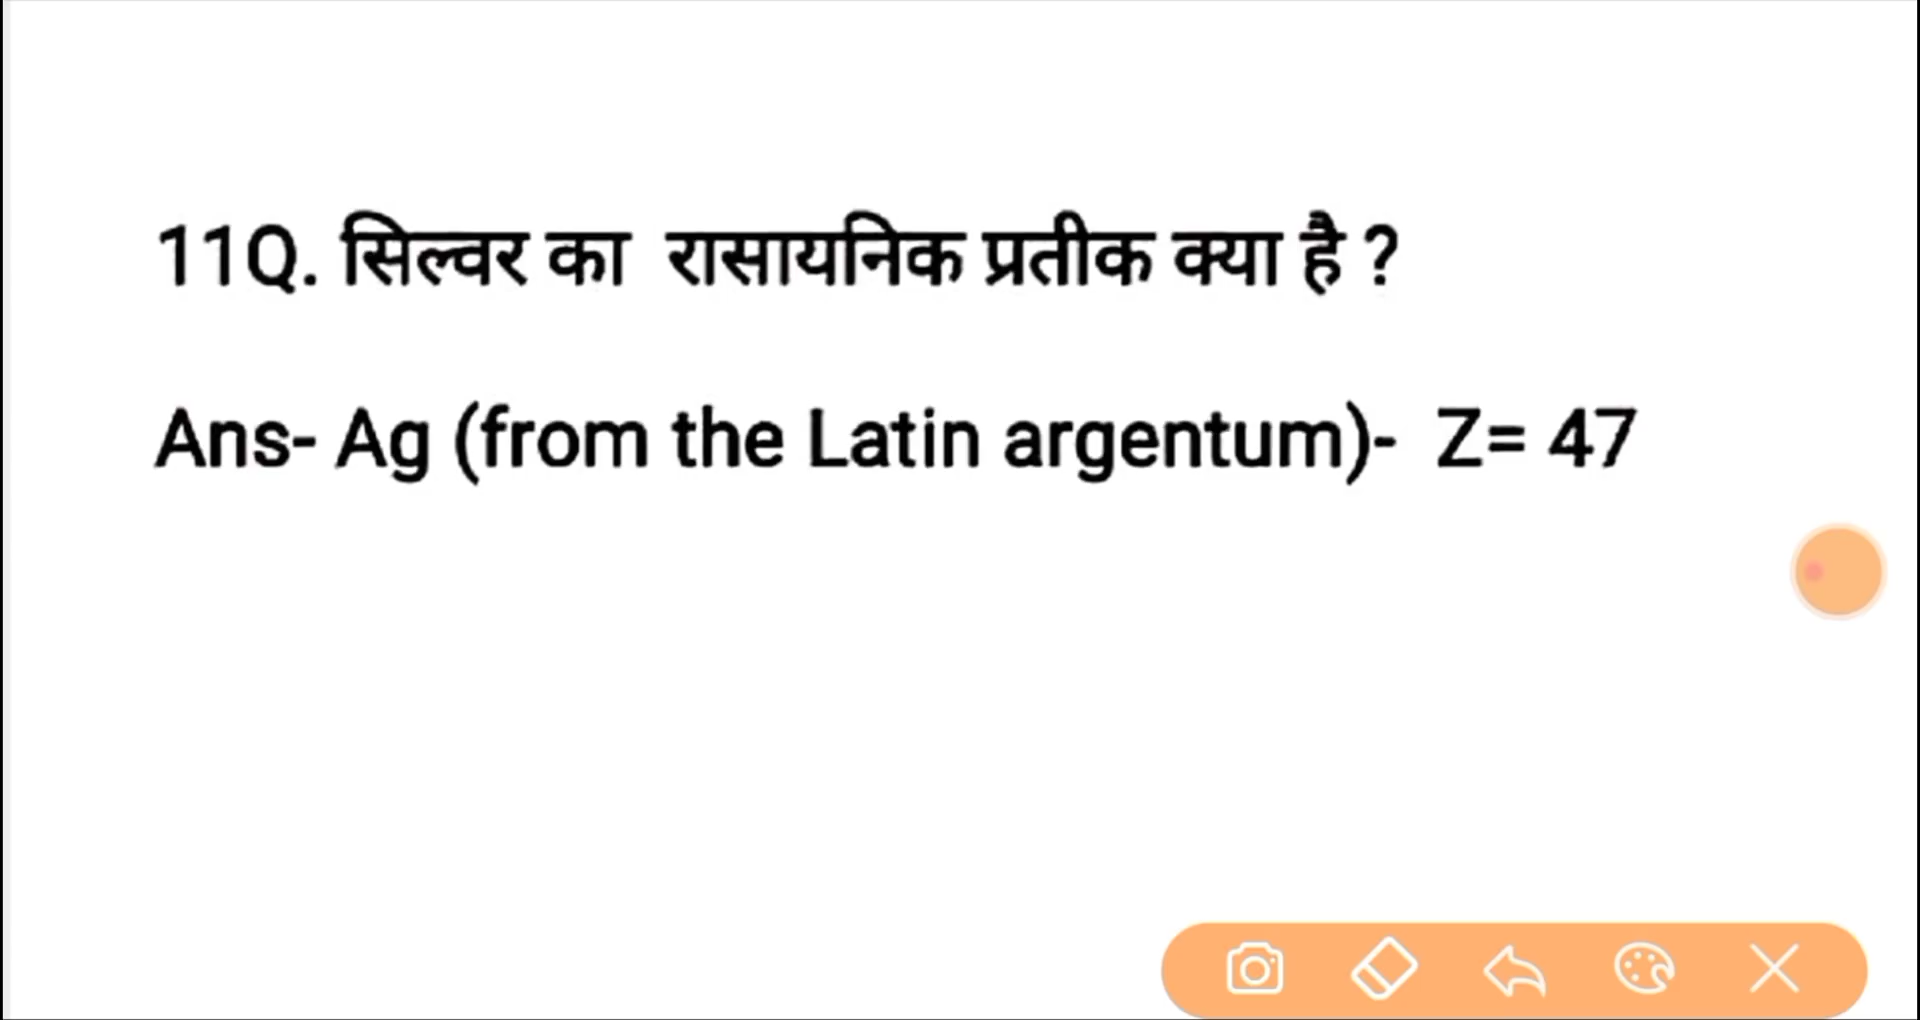 11Q. सिल्वर का रासायनिक प्रतीक क्या है ?
Ans- Ag (from the Latin argentum)- Z= 47